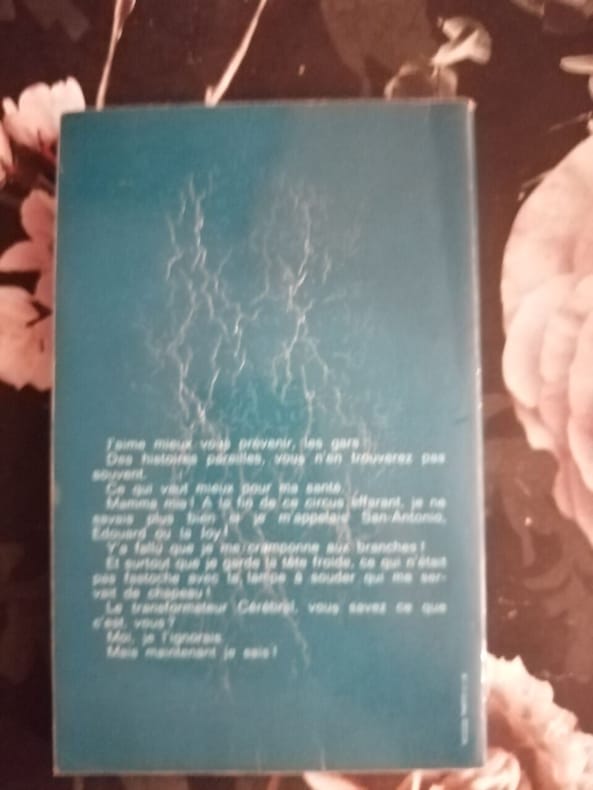 J'aime mieux vous prévenir, les gars !
Des histoires pareilles, vous n'en trouverez pas
souvent.
Ce qui vaut mieux pour ma santé.
Mamma mia ! A la fin de ce circus effarant, je ne
savais plus bien si je m'appelais San-Antonio,
Edouard ou la loy !
Y'a fallu que je me cramponne aux branches !
Et surtout que je garde la tête froide, ce qui n'était
pas fastoche avec la lampe à souder qui me ser-
vait de chapeau !
Le transformateur Cérébral, vous savez ce que
c'est, vous ?
Moi, je l'ignorais.
Mais maintenant je sais !